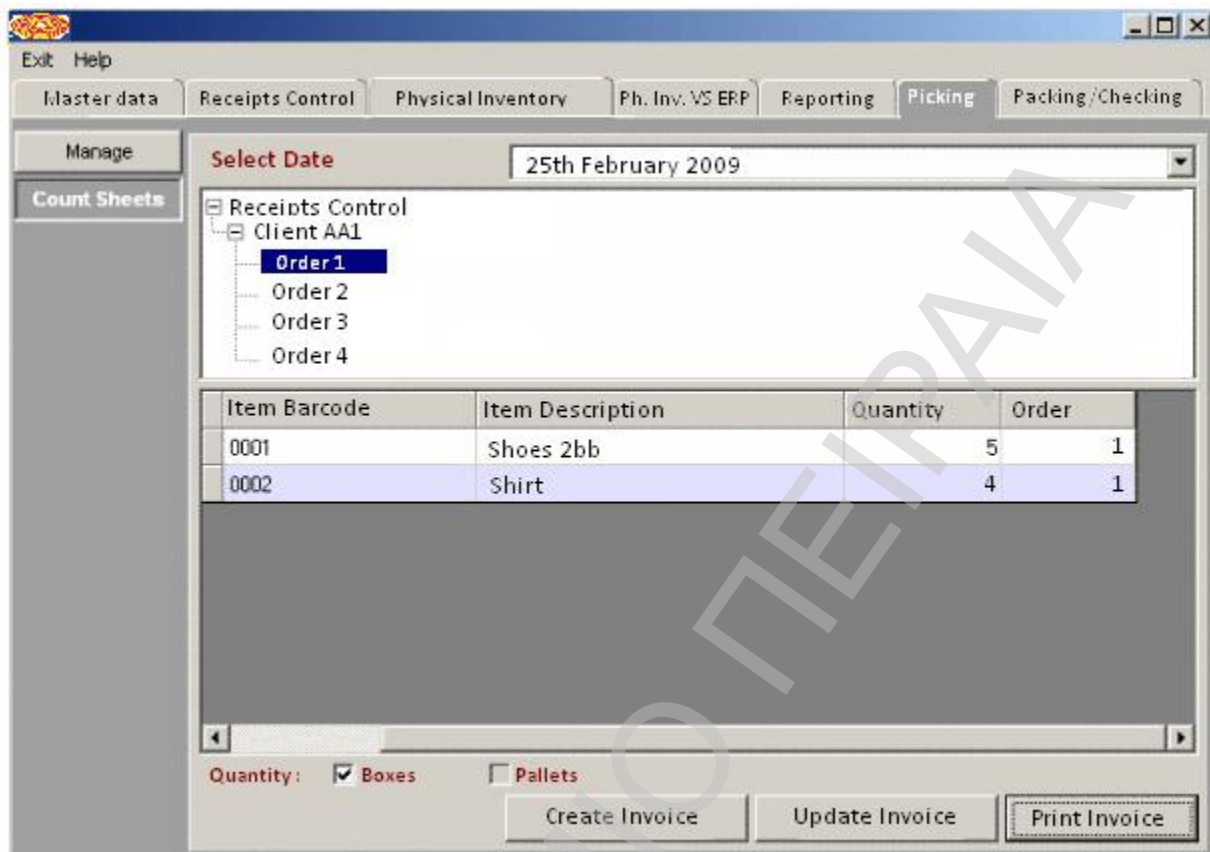 Exit Help
Master data Receipts Control Physical Inventory Ph. Inv. VS ERP Reporting Picking Packing/Checking
Manage
Count Sheets
Select Date 25th February 2009
Receipts Control
Client AA1
Order 1
Order 2
Order 3
Order 4
Item Barcode Item Description Quantity Order
0001 Shoes 2bb 5 1
0002 Shirt 4 1
Quantity: Boxes Pallets
Create Invoice Update Invoice Print Invoice
ΙΟ ΠΕΙΡΑΙΑ